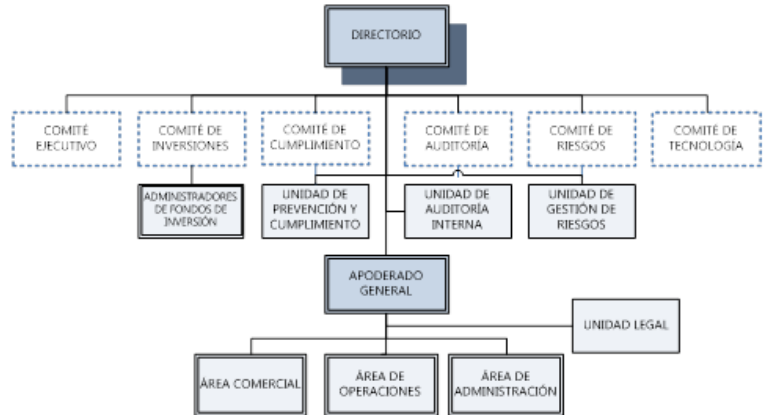 DIRECTORIO
COMITÉ
EJECUTIVO
COMITÉ DE
INVERSIONES
COMITÉ DE
CUMPLIMIENTO
COMITÉ DE
AUDITORÍA
COMITÉ DE
RIESGOS
COMITÉ DE
TECNOLOGIA
ADMINISTRADORES
DE FONDOS DE
INVERSIÓN
UNIDAD DE
PREVENCIÓN Y
CUMPLIMIENTO
UNIDAD DE
AUDITORÍA
INTERNA
UNIDAD DE
GESTIÓN DE
RIESGOS
APODERADO
GENERAL
UNIDAD LEGAL
ÁREA COMERCIAL
ÁREA DE
OPERACIONES
ÁREA DE
ADMINISTRACIÓN